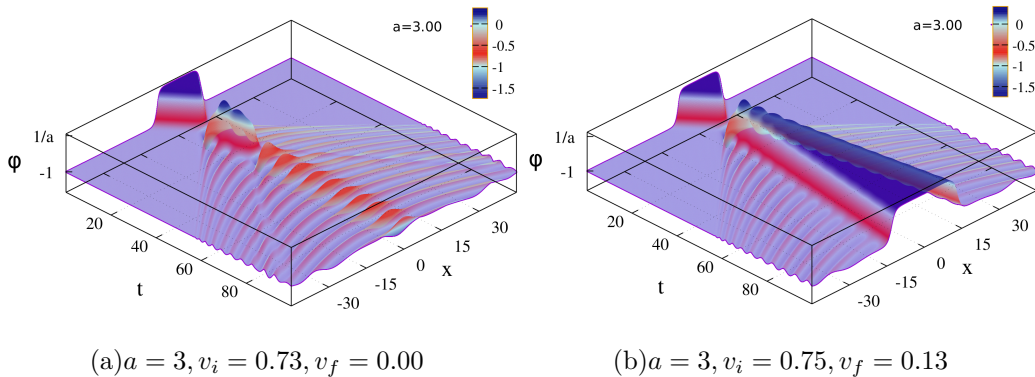 a=3.00
0
-0.5
-1
-1.5
φ
1/a
-1
20
40
60
80
t
-30
-15
0
15
30
x
a=3.00
0
-0.5
-1
-1.5
φ
1/a
-1
20
40
60
80
t
-30
-15
0
15
30
x
(a)a = 3, v_i = 0.73, v_f = 0.00
(b)a = 3, v_i = 0.75, v_f = 0.13